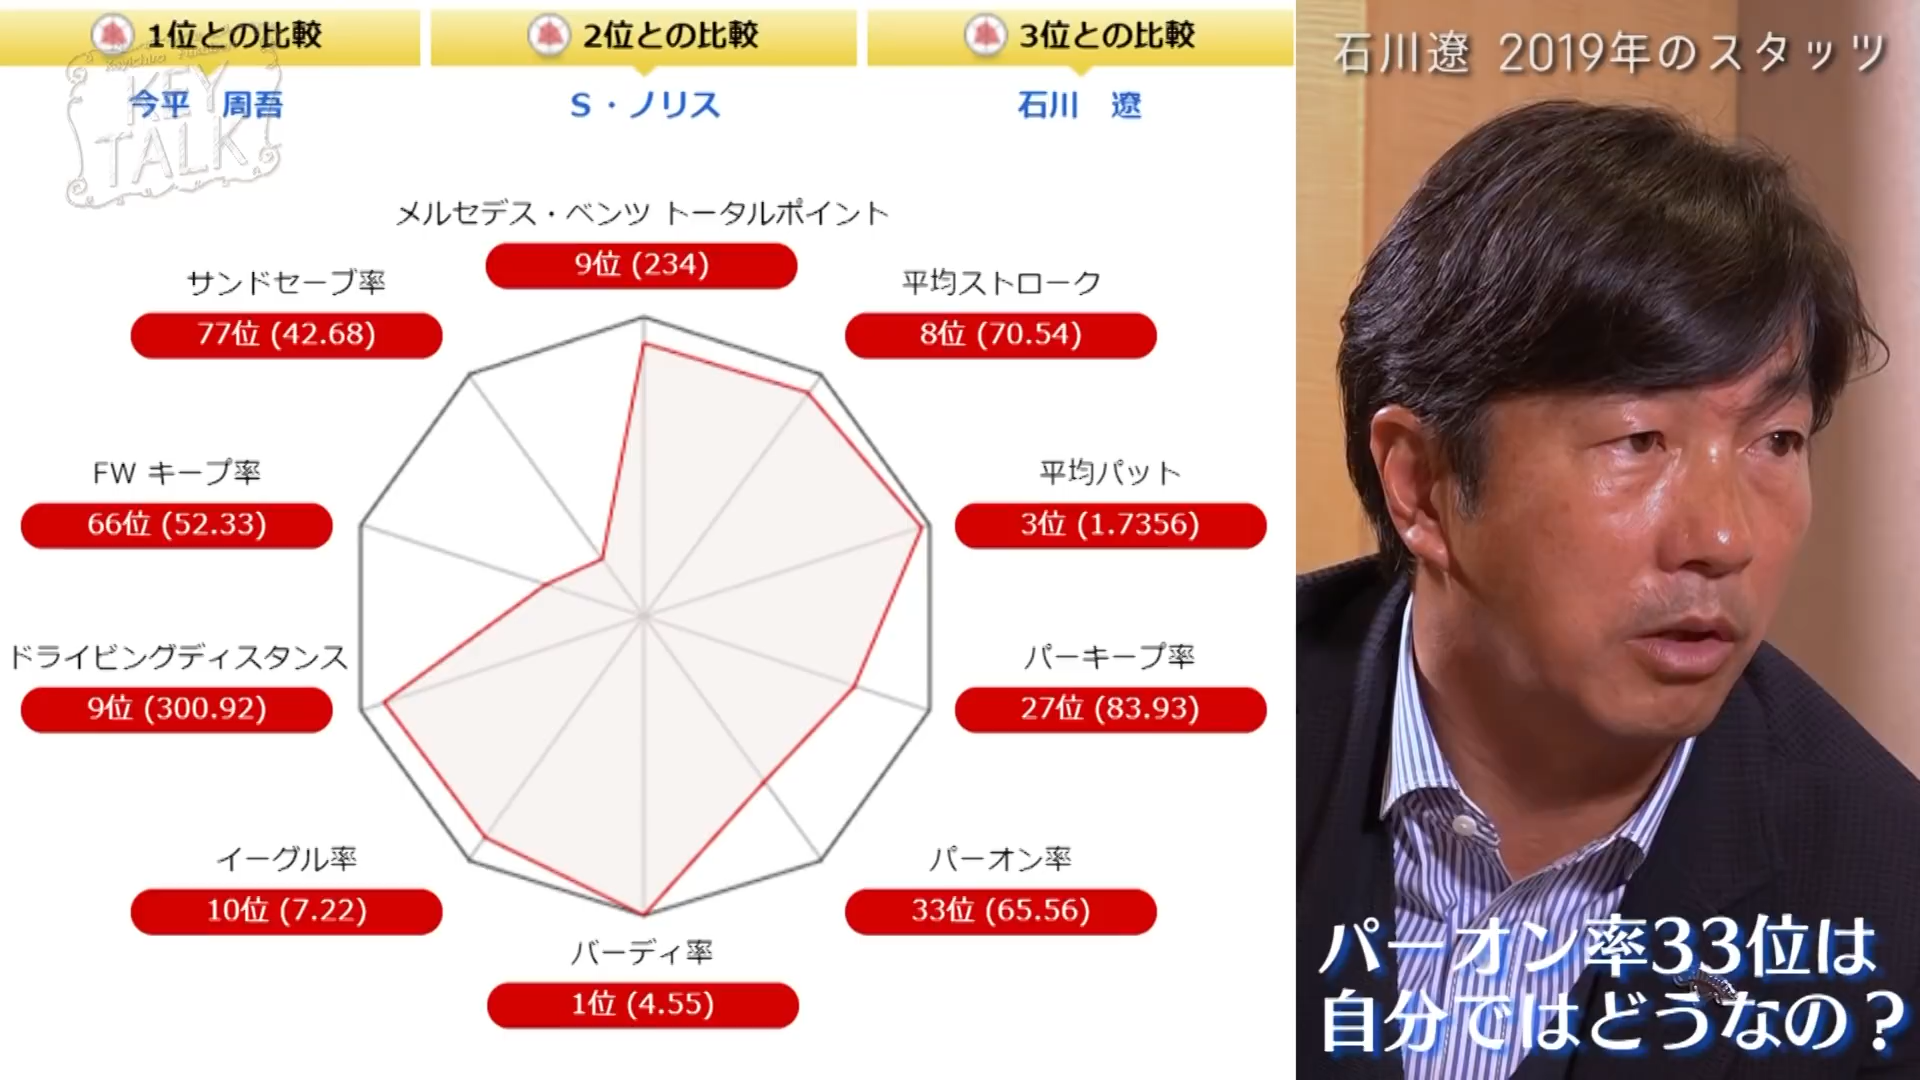 1位との比較
2位との比較
3位との比較
石川遼 2019年のスタッツ
KEY
TALK
今平 周吾
S・ノリス
石川 遼
メルセデス・ベンツ トータルポイント
9位 (234)
サンドセーブ率
77位 (42.68)
平均ストローク
8位 (70.54)
FW キープ率
66位 (52.33)
平均パット
3位 (1.7356)
ドライビングディスタンス
9位 (300.92)
パーキープ率
27位 (83.93)
イーグル率
10位 (7.22)
パーオン率
33位 (65.56)
バーディ率
1位 (4.55)
パーオン率33位は
自分ではどうなの？